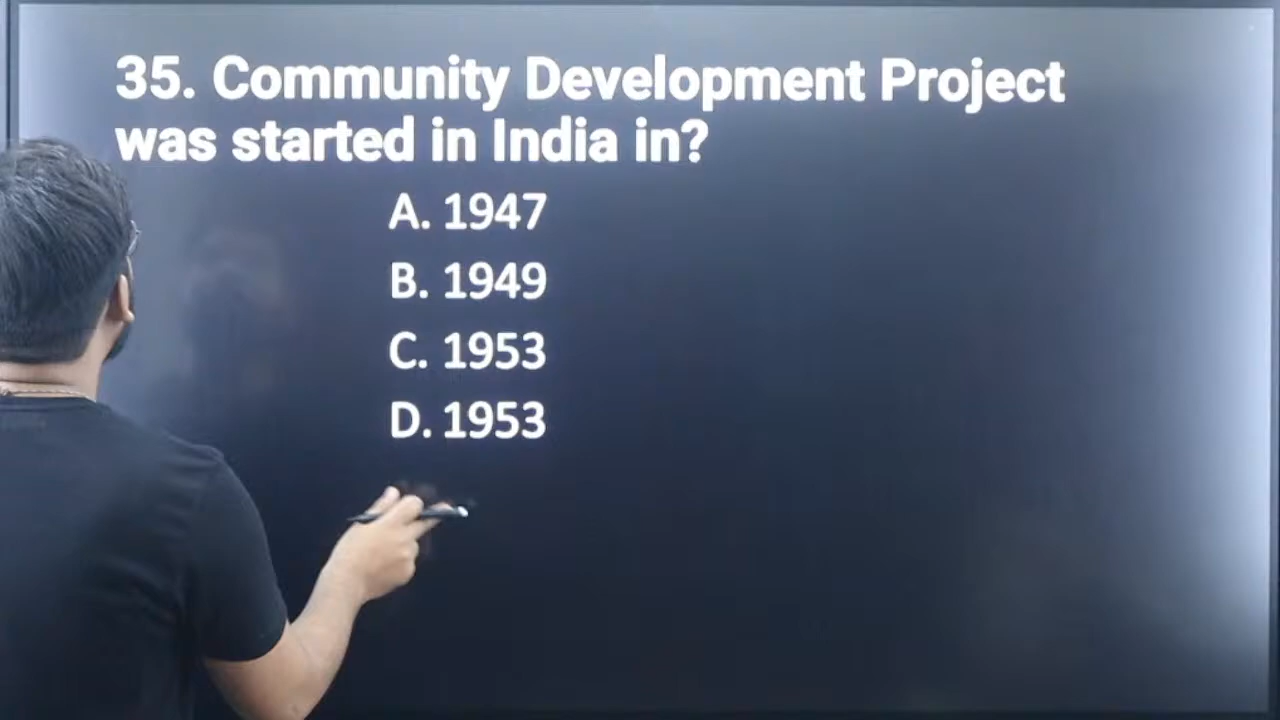 35. Community Development Project
was started in India in?
A. 1947
B. 1949
C. 1953
D. 1953